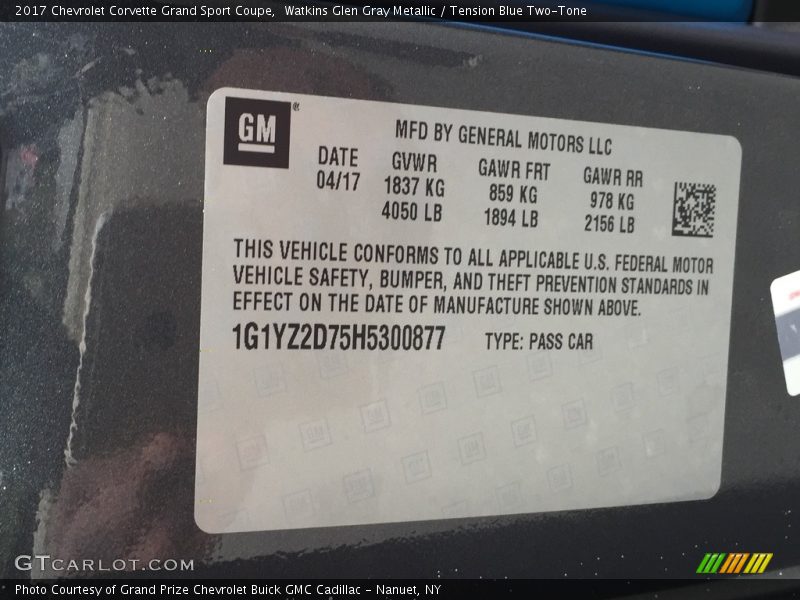 2017 Chevrolet Corvette Grand Sport Coupe, Watkins Glen Gray Metallic / Tension Blue Two-Tone
GM®
MFD BY GENERAL MOTORS LLC
DATE GVWR GAWR FRT GAWR RR
04/17 1837 KG 859 KG 978 KG
4050 LB 1894 LB 2156 LB
THIS VEHICLE CONFORMS TO ALL APPLICABLE U.S. FEDERAL MOTOR
VEHICLE SAFETY, BUMPER, AND THEFT PREVENTION STANDARDS IN
EFFECT ON THE DATE OF MANUFACTURE SHOWN ABOVE.
1G1YZ2D75H5300877 TYPE: PASS CAR
GTCARLOT.COM
Photo Courtesy of Grand Prize Chevrolet Buick GMC Cadillac - Nanuet, NY